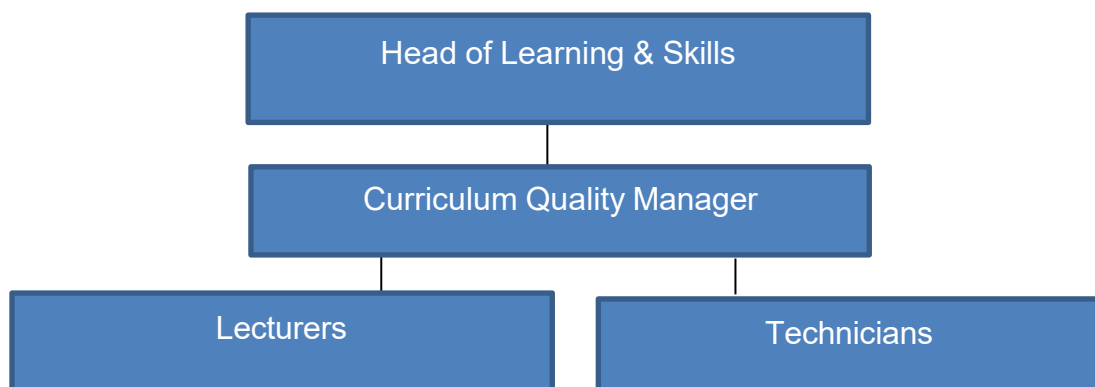 Head of Learning & Skills
Curriculum Quality Manager
Lecturers
Technicians